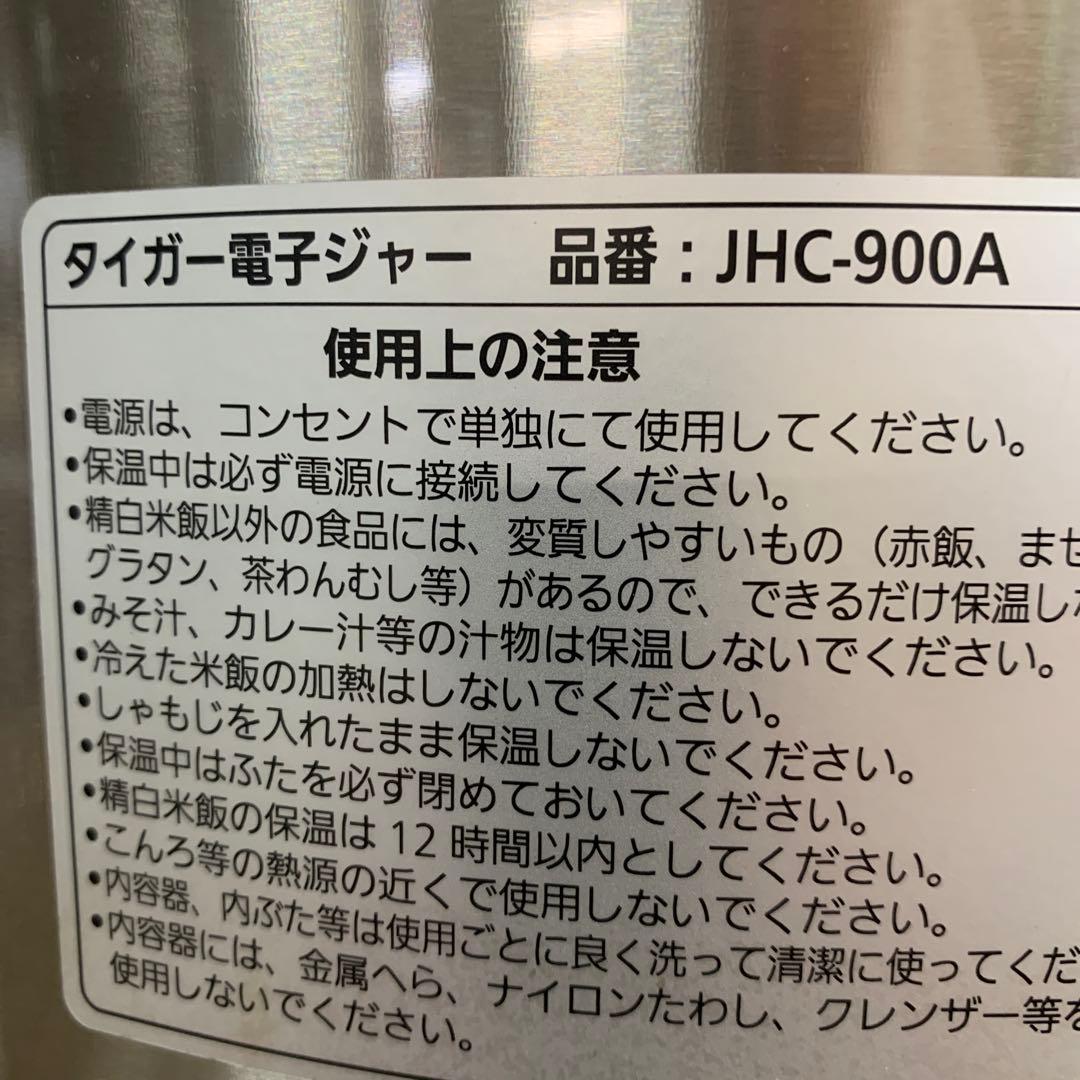 タイガー電子ジャー 品番：JHC-900A
使用上の注意
•電源は、コンセントで単独にて使用してください。
•保温中は必ず電源に接続してください。
•精白米飯以外の食品には、変質しやすいもの（赤飯、ませ
グラタン、茶わんむし等）があるので、できるだけ保温しな
•みそ汁、カレー汁等の汁物は保温しないでください。
•冷えた米飯の加熱はしないでください。
•しゃもじを入れたまま保温しないでください。
•保温中はふたを必ず閉めておいてください。
•精白米飯の保温は 12 時間以内としてください。
•こんろ等の熱源の近くで使用しないでください。
•内容器、内ぶた等は使用ごとに良く洗って清潔に使ってくだ
•内容器には、金属へら、ナイロンたわし、クレンザー等を
使用しないでください。